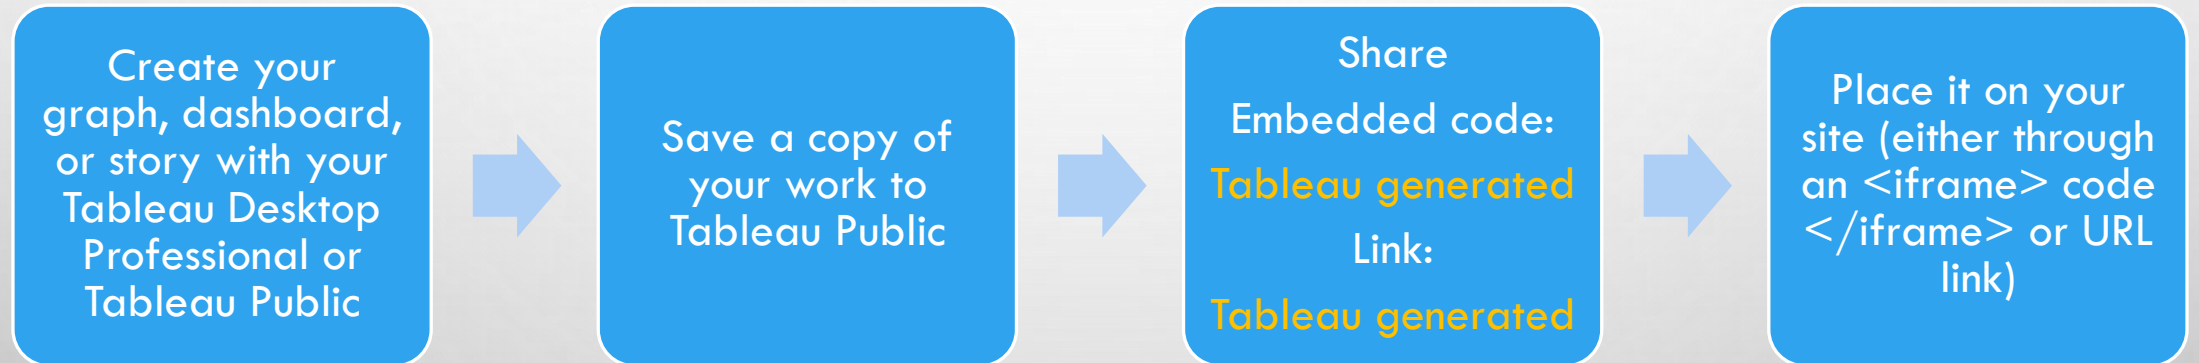 Create your
graph, dashboard,
or story with your
Tableau Desktop
Professional or
Tableau Public
Save a copy of
your work to
Tableau Public
Share
Embedded code:
Tableau generated
Link:
Tableau generated
Place it on your
site (either through
an <iframe> code
</iframe> or URL
link)